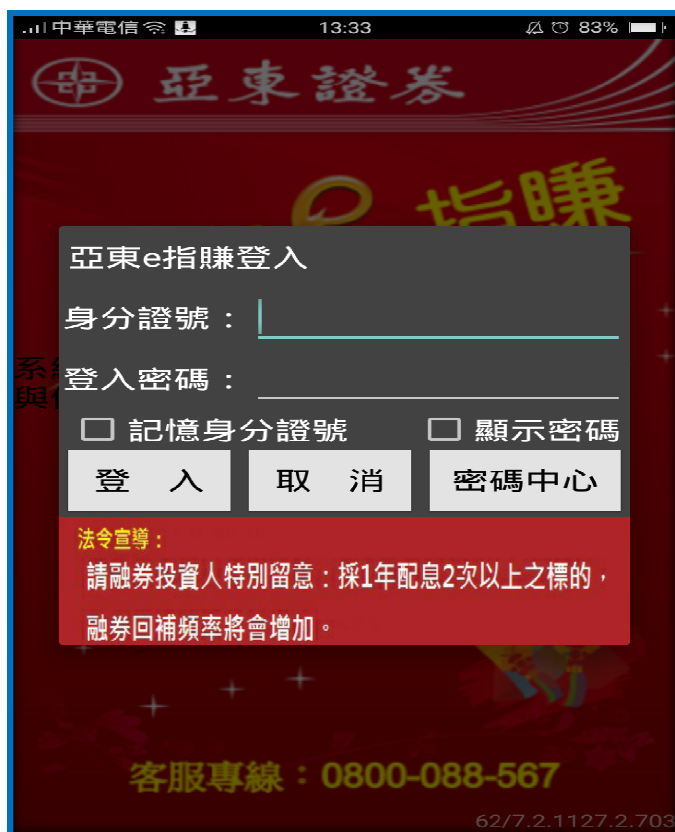 中華電信 13:33 83%
亞東證券
e指賺
亞東e指賺登入
身分證號：
系
登入密碼：
與
記憶身分證號 顯示密碼
登 入 取 消 密碼中心
法令宣導：
請融券投資人特別留意：採1年配息2次以上之標的，
融券回補頻率將會增加。
客服專線：0800-088-567
62/7.2.1127.2.703